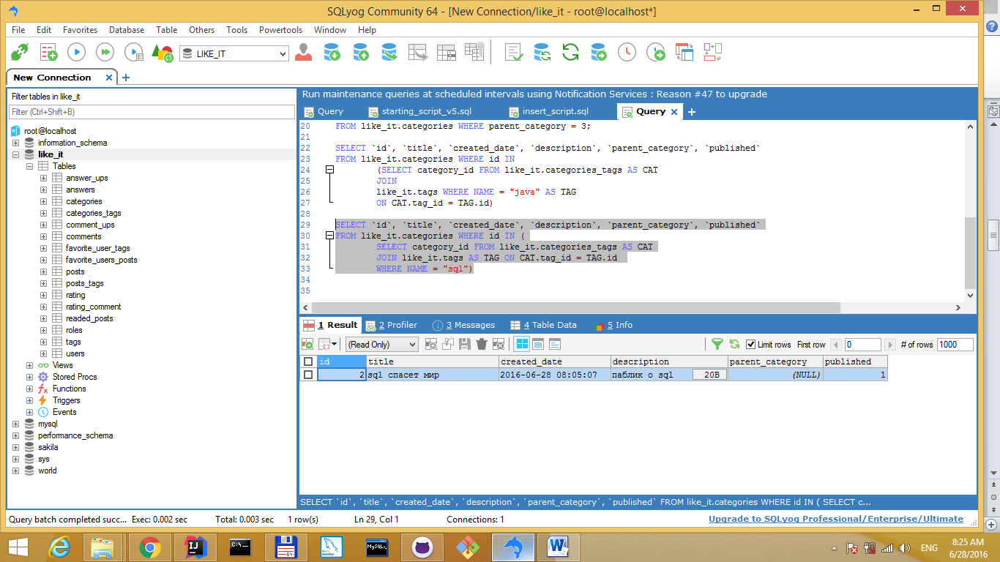 SQLyog Community 64 - [New Connection/like_it - root@localhost*]
File Edit Favorites Database Table Others Tools Powertools Window Help
LIKE_IT
New Connection
Filter tables in like_it
Filter (Ctrl+Shift+B)
root@localhost
information_schema
like_it
Tables
answer_ups
answers
categories
categories_tags
comment_ups
comments
favorite_user_tags
favorite_users_posts
posts
posts_tags
rating
rating_comment
readed_posts
roles
tags
users
Views
Stored Procs
Functions
Triggers
Events
mysql
performance_schema
sakila
sys
world
Run maintenance queries at scheduled intervals using Notification Services : Reason #47 to upgrade
Query starting_script_v5.sql insert_script.sql Query
20 FROM like_it.categories WHERE parent_category = 3;
21
22 SELECT `id`, `title`, `created_date`, `description`, `parent_category`, `published`
23 FROM like_it.categories WHERE id IN
24 (SELECT category_id FROM like_it.categories_tags AS CAT
25 JOIN
26 like_it.tags WHERE NAME = "java" AS TAG
27 ON CAT.tag_id = TAG.id)
28
29 SELECT `id`, `title`, `created_date`, `description`, `parent_category`, `published`
30 FROM like_it.categories WHERE id IN (
31 SELECT category_id FROM like_it.categories_tags AS CAT
32 JOIN like_it.tags AS TAG ON CAT.tag_id = TAG.id
33 WHERE NAME = "sql")
34
35
1 Result 2 Profiler 3 Messages 4 Table Data 5 Info
(Read Only) Limit rows First row 0 # of rows 1000
id title created_date description parent_category published
2 sql спасет мир 2016-06-28 08:05:07 паблик о sql 20B (NULL) 1
SELECT `id`, `title`, `created_date`, `description`, `parent_category`, `published` FROM like_it.categories WHERE id IN ( SELECT c...
Query batch completed succ... Exec: 0.002 sec Total: 0.003 sec 1 row(s) Ln 29, Col 1 Connections: 1 Upgrade to SQLyog Professional/Enterprise/Ultimate
ENG
8:25 AM
6/28/2016